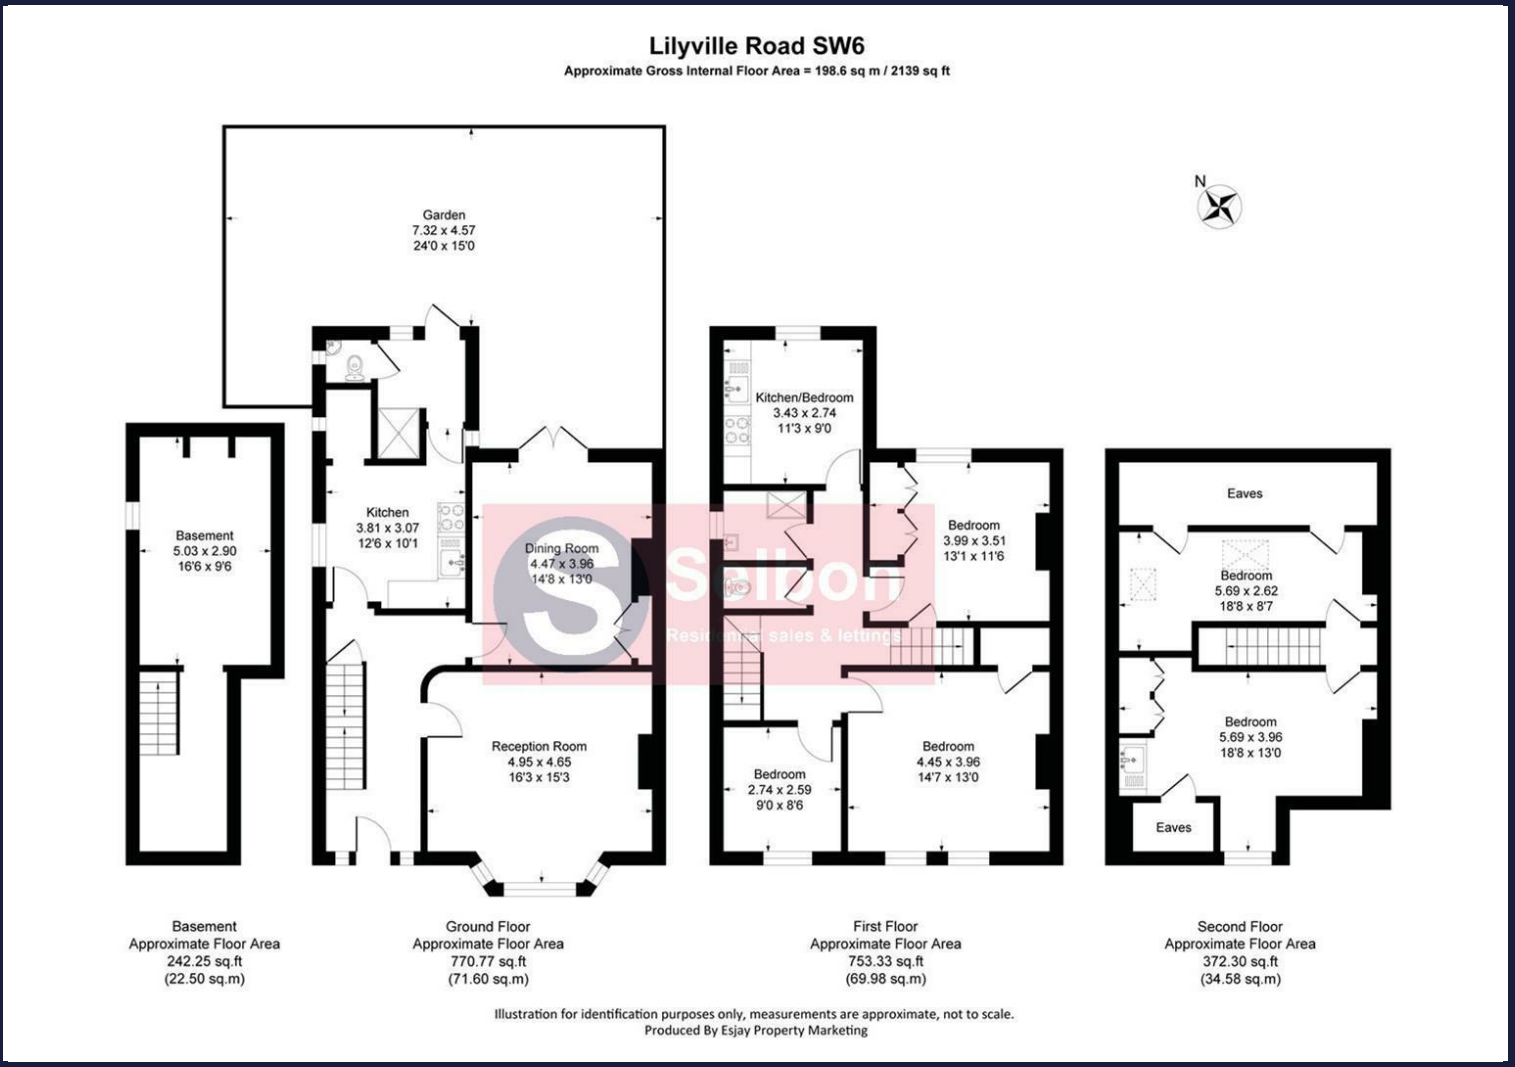 Lilyville Road SW6
Approximate Gross Internal Floor Area = 198.6 sq m / 2139 sq ft
N
Garden
7.32 x 4.57
24'0 x 15'0
Basement
5.03 x 2.90
16'6 x 9'6
Kitchen
3.81 x 3.07
12'6 x 10'1
Dining Room
4.47 x 3.96
14'8 x 13'0
Reception Room
4.95 x 4.65
16'3 x 15'3
Kitchen/Bedroom
3.43 x 2.74
11'3 x 9'0
Bedroom
3.99 x 3.51
13'1 x 11'6
Bedroom
2.74 x 2.59
9'0 x 8'6
Bedroom
4.45 x 3.96
14'7 x 13'0
Eaves
Bedroom
5.69 x 2.62
18'8 x 8'7
Bedroom
5.69 x 3.96
18'8 x 13'0
Eaves
S Selbon
Residential sales & lettings
Basement
Approximate Floor Area
242.25 sq.ft
(22.50 sq.m)
Ground Floor
Approximate Floor Area
770.77 sq.ft
(71.60 sq.m)
First Floor
Approximate Floor Area
753.33 sq.ft
(69.98 sq.m)
Second Floor
Approximate Floor Area
372.30 sq.ft
(34.58 sq.m)
Illustration for identification purposes only, measurements are approximate, not to scale.
Produced By Esjay Property Marketing